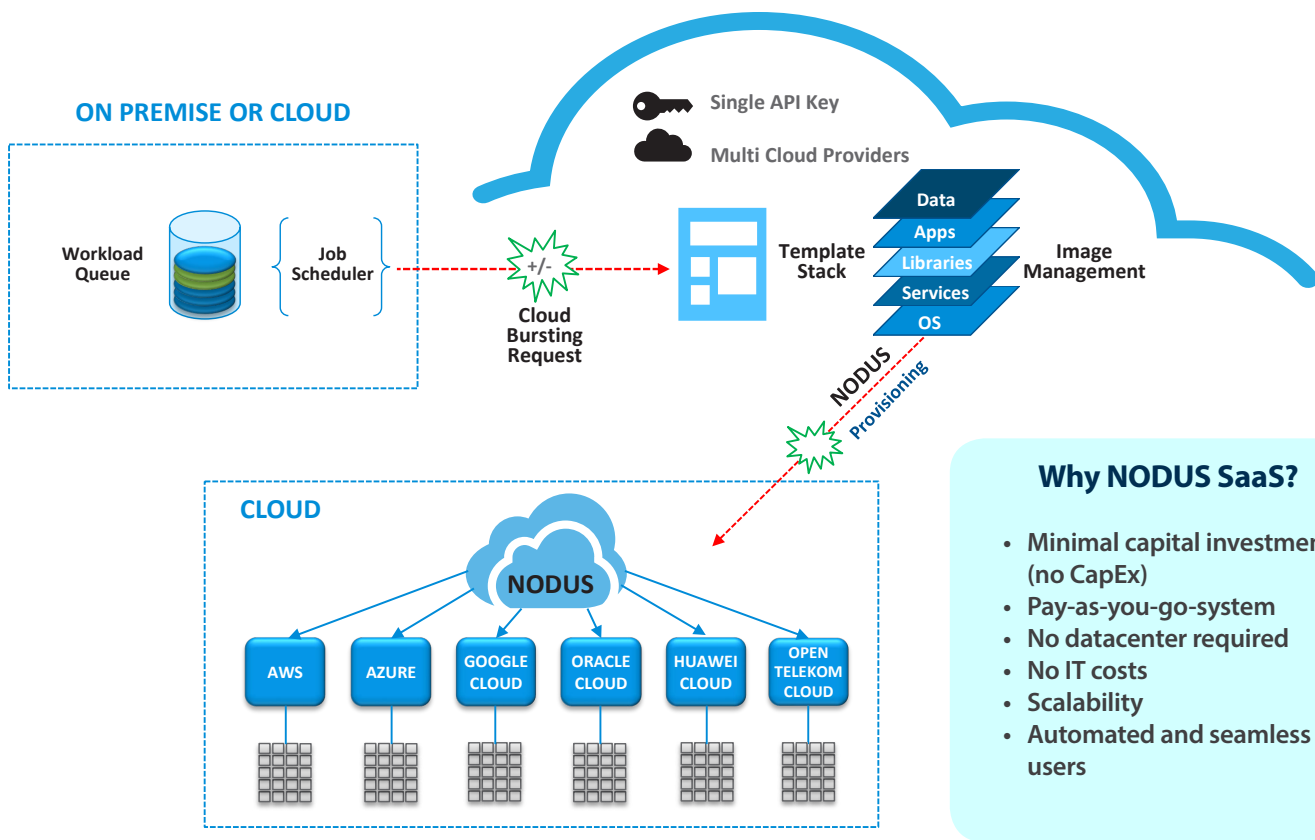 ON PREMISE OR CLOUD
Workload
Queue
Job
Scheduler
+/-
Cloud
Bursting
Request
Single API Key
Multi Cloud Providers
Template
Stack
Data
Apps
Libraries
Services
OS
Image
Management
NODUS
Provisioning
CLOUD
NODUS
AWS
AZURE
GOOGLE
CLOUD
ORACLE
CLOUD
HUAWEI
CLOUD
OPEN
TELEKOM
CLOUD
Why NODUS SaaS?
• Minimal capital
(no CapEx)
• Pay-as-you-go-system
• No datacenter required
• No IT costs
• Scalability
• Automated and seamless
users